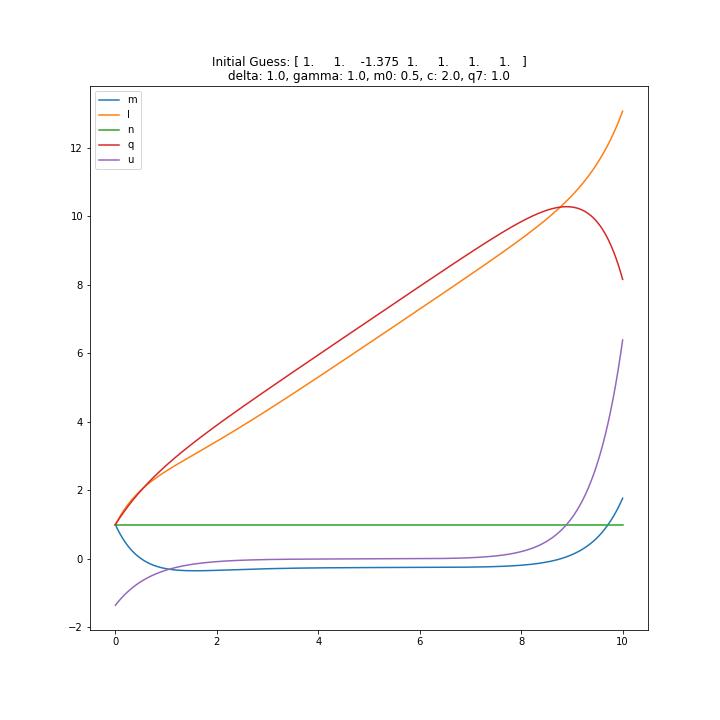 Initial Guess: [ 1. 1. -1.375 1. 1. 1. 1. ]
delta: 1.0, gamma: 1.0, m0: 0.5, c: 2.0, q7: 1.0
m
l
n
q
u
12
10
8
6
4
2
0
−2
0 2 4 6 8 10